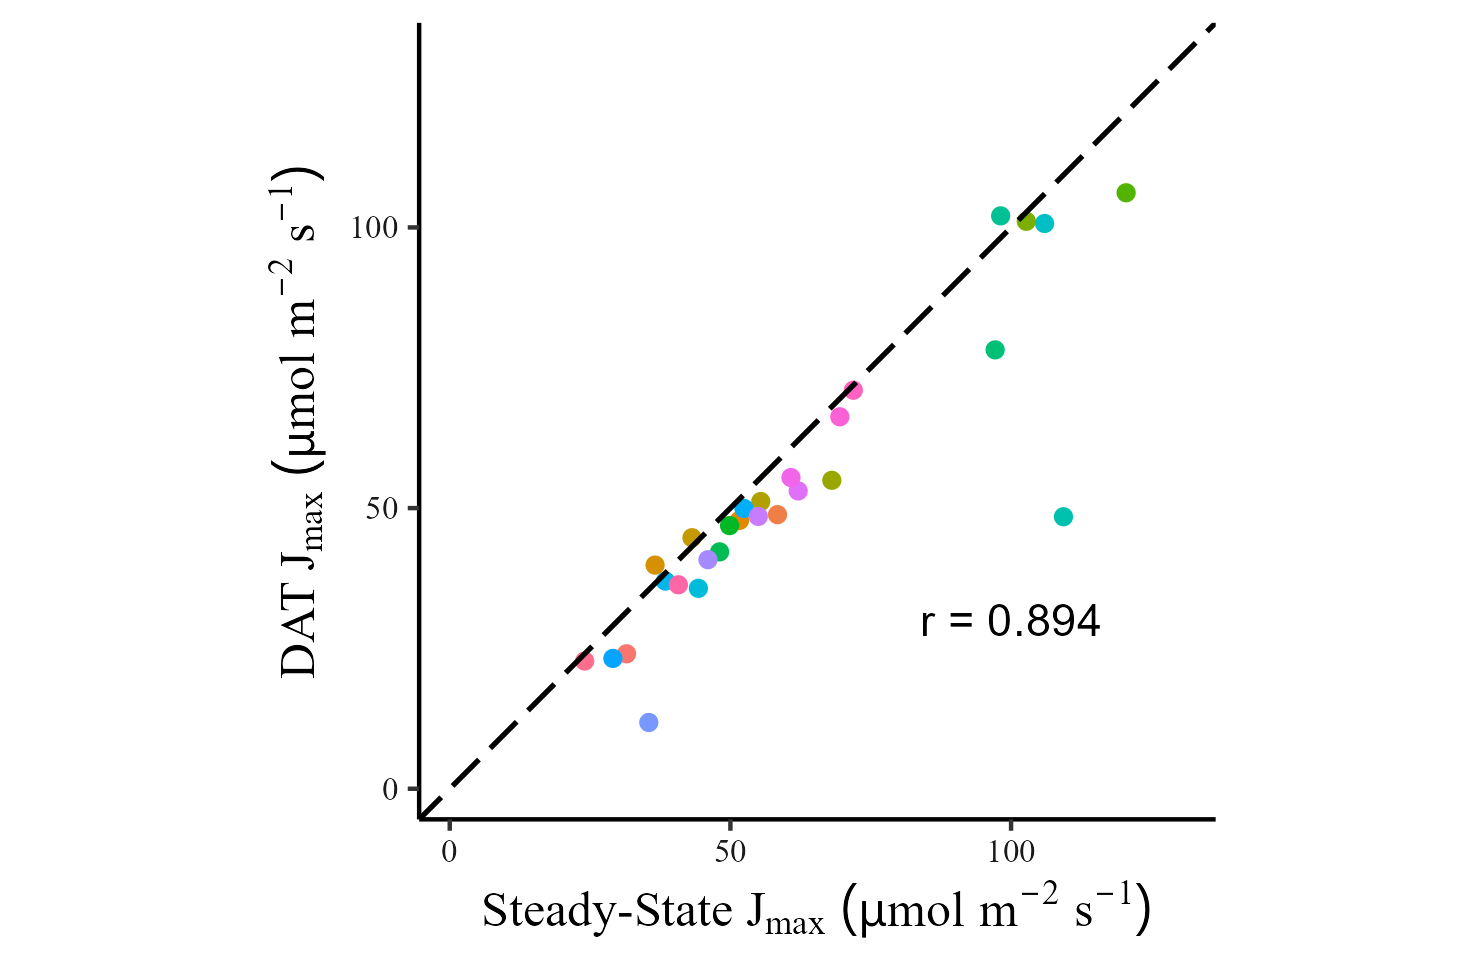 DAT Jmax (μmol m−2 s−1)
100
50
0
r = 0.894
0 50 100
Steady-State Jmax (μmol m−2 s−1)